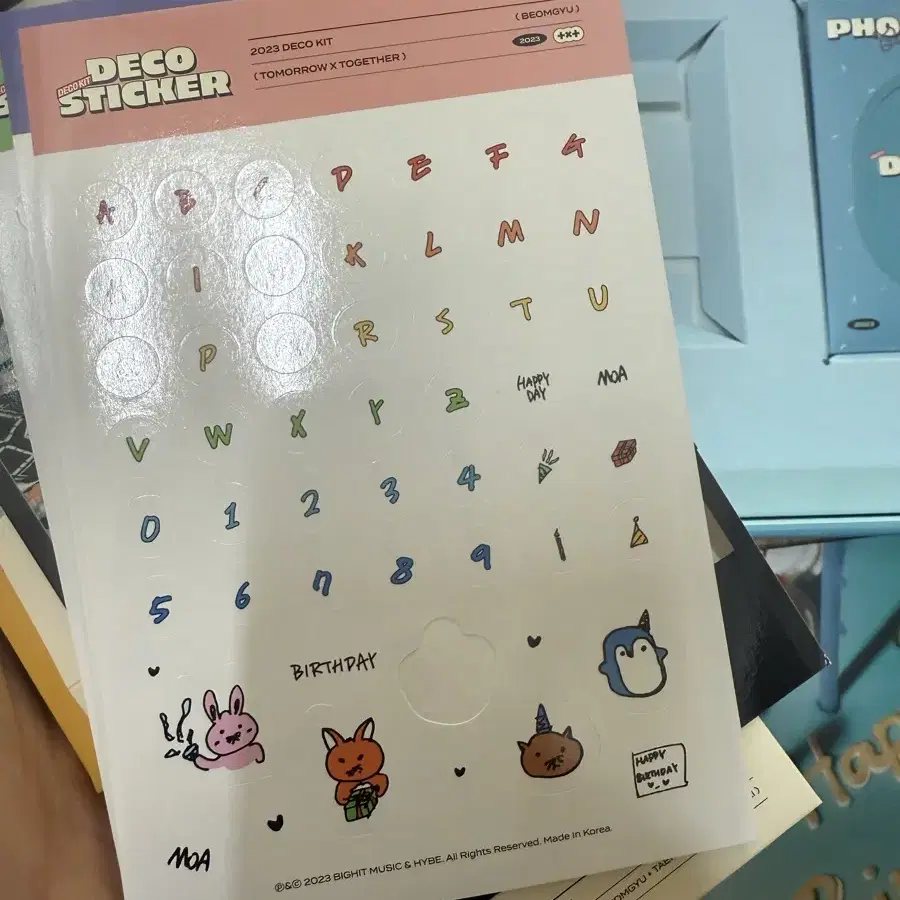 DECO KIT
DECO
STICKER
2023 DECO KIT
( BEOMGYU )
( TOMORROW X TOGETHER )
2023
PHO
A B C D E F G
I K L M N
P R S T U
V W X Y Z HAPPY DAY MOA
0 1 2 3 4
5 6 7 8 9
BIRTHDAY
HAPPY
BIRTHDAY
MOA
℗&© 2023 BIGHIT MUSIC & HYBE. All Rights Reserved. Made in Korea.